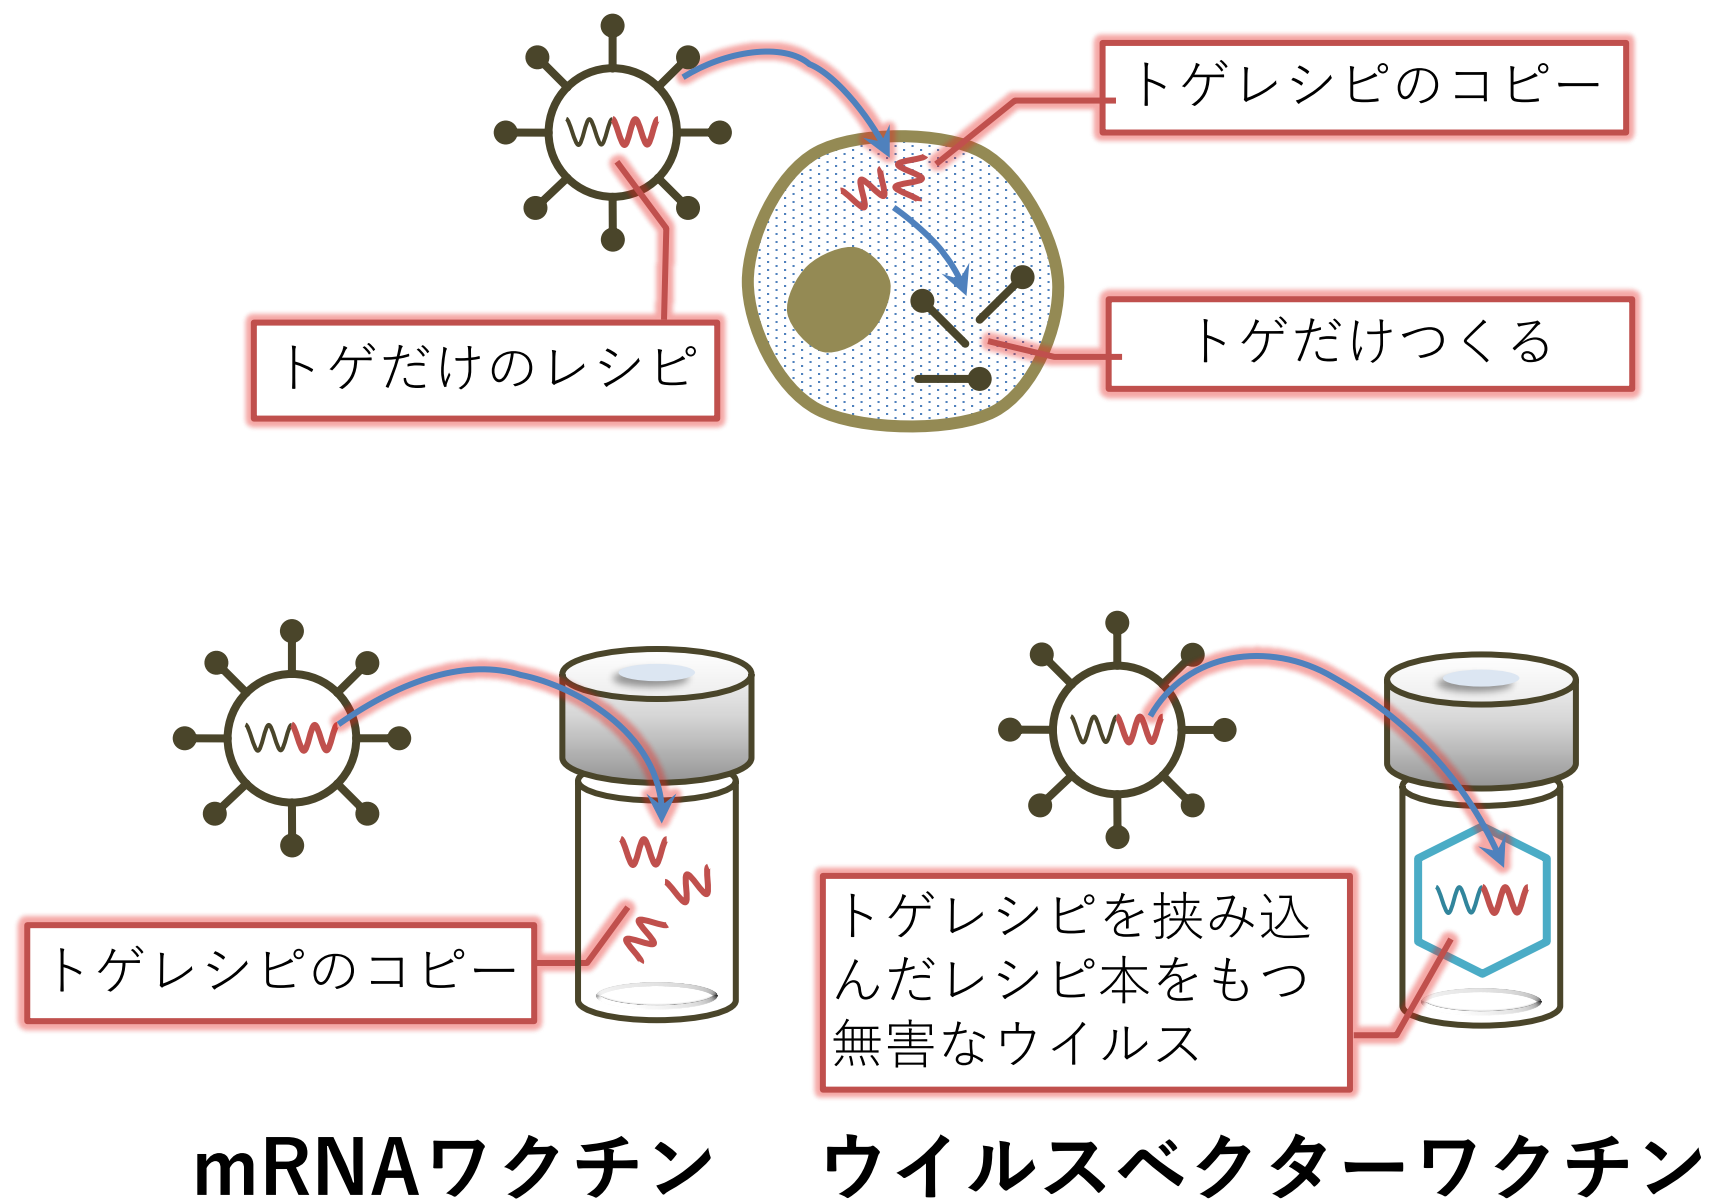 トゲレシピのコピー
トゲだけのレシピ
トゲだけつくる
トゲレシピのコピー
トゲレシピを挟み込
んだレシピ本をもつ
無害なウイルス
mRNAワクチン
ウイルスベクターワクチン